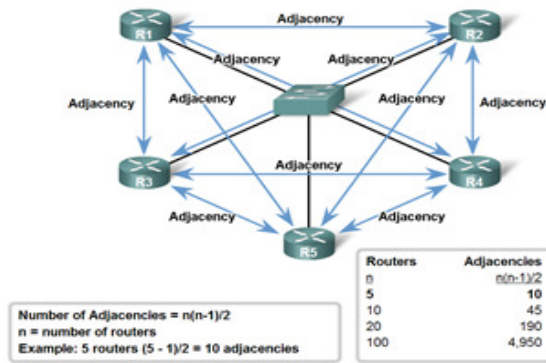 Adjacency
R1
R2
Adjacency
Adjacency
Adjacency
Adjacency
Adjacency
Adjacency
Adjacency
R3
R4
Adjacency
Adjacency
R5
Number of Adjacencies = n(n-1)/2
n = number of routers
Example: 5 routers (5 - 1)/2 = 10 adjacencies
Routers Adjacencies
n n(n-1)/2
5 10
10 45
20 190
100 4,950